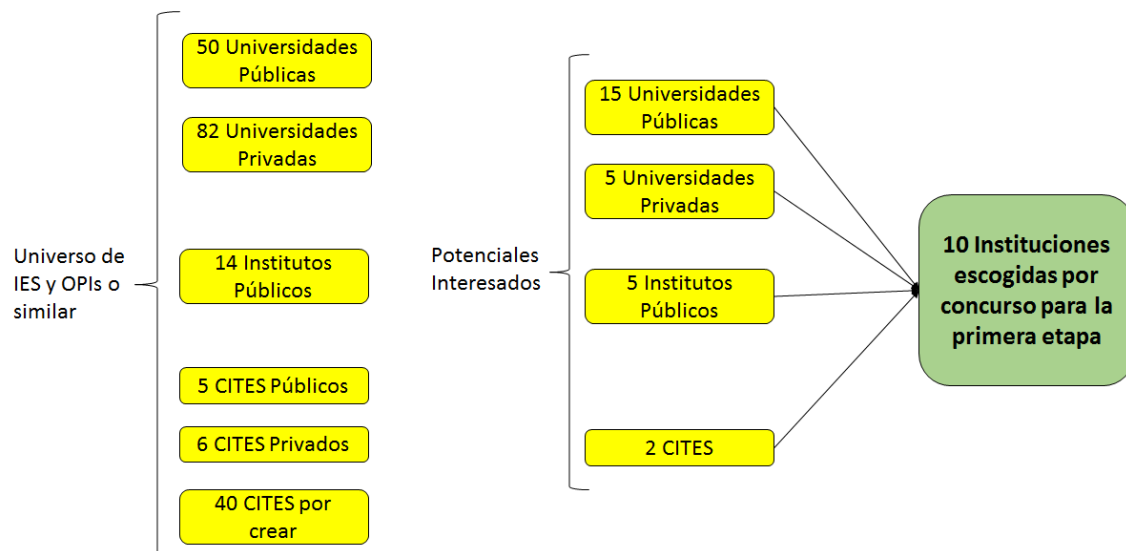 Universo de
IES y OPIs o
similar
50 Universidades
Públicas
82 Universidades
Privadas
14 Institutos
Públicos
5 CITES Públicos
6 CITES Privados
40 CITES por
crear
Potenciales
Interesados
15 Universidades
Públicas
5 Universidades
Privadas
5 Institutos
Públicos
2 CITES
10 Instituciones
escogidas por
concurso para la
primera etapa